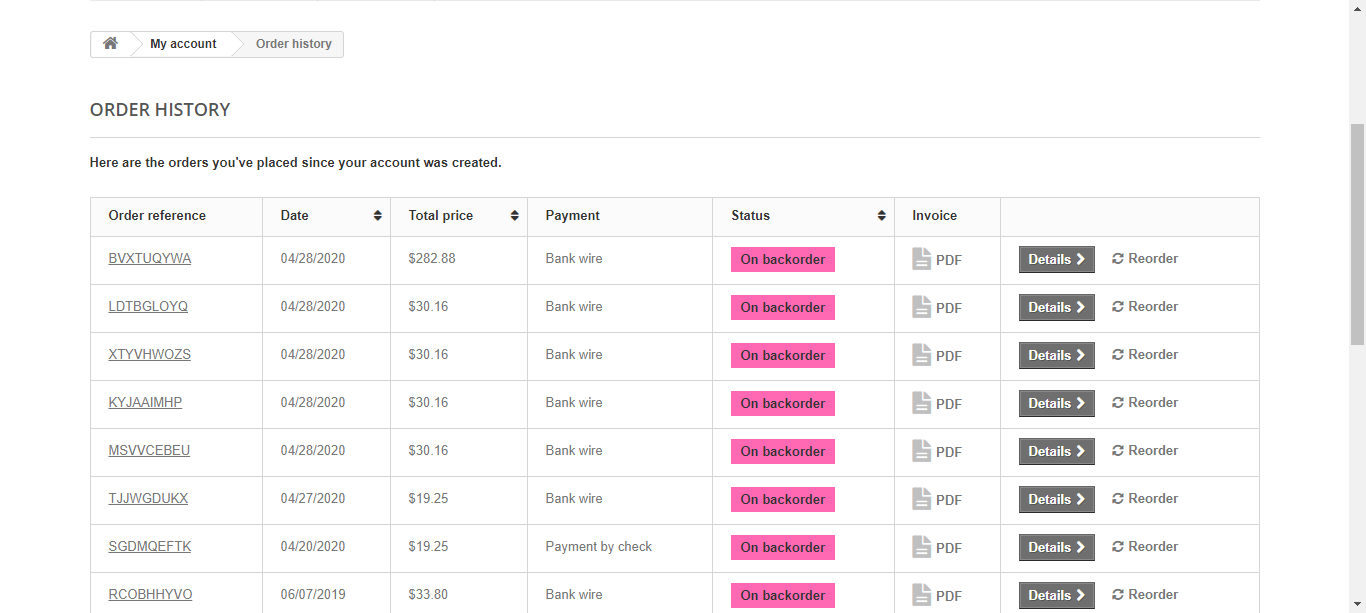 My account Order history
ORDER HISTORY
Here are the orders you've placed since your account was created.
Order reference Date Total price Payment Status Invoice
BVXTUQYWA 04/28/2020 $282.88 Bank wire On backorder PDF Details Reorder
LDTBGLOYQ 04/28/2020 $30.16 Bank wire On backorder PDF Details Reorder
XTYVHWOZS 04/28/2020 $30.16 Bank wire On backorder PDF Details Reorder
KYJAAIMHP 04/28/2020 $30.16 Bank wire On backorder PDF Details Reorder
MSVVCEBEU 04/28/2020 $30.16 Bank wire On backorder PDF Details Reorder
TJJWGDUKX 04/27/2020 $19.25 Bank wire On backorder PDF Details Reorder
SGDMQEFTK 04/20/2020 $19.25 Payment by check On backorder PDF Details Reorder
RCOBHHYVO 06/07/2019 $33.80 Bank wire On backorder PDF Details Reorder